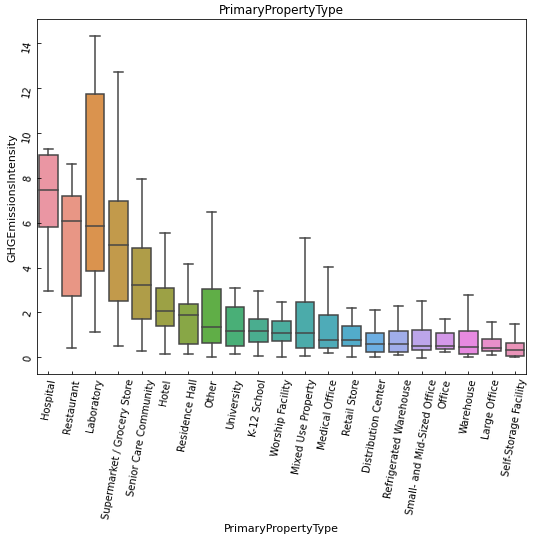 PrimaryPropertyType
GHGEmissionsIntensity
14
12
10
8
6
4
2
0
Hospital
Restaurant
Laboratory
Supermarket / Grocery Store
Senior Care Community
Hotel
Residence Hall
Other
University
K-12 School
Worship Facility
Mixed Use Property
Medical Office
Retail Store
Distribution Center
Refrigerated Warehouse
Small- and Mid-Sized Office
Office
Warehouse
Large Office
Self-Storage Facility
PrimaryPropertyType